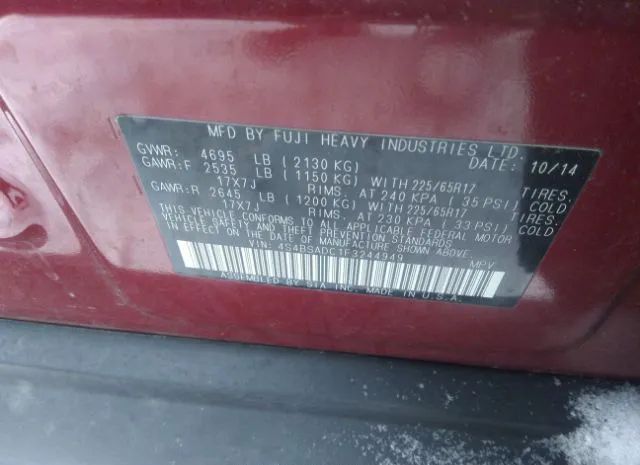 MFD BY FUJI HEAVY INDUSTRIES LTD.
GVWR: 4695 LB (2130 KG) DATE: 10/14
GAWR:F 2535 LB (1150 KG) WITH 225/65R17 TIRES.
17X7J RIMS. AT 240 KPA (35 PSI) COLD
GAWR:R 2645 LB (1200 KG) WITH 225/65R17 TIRES.
17X7J RIMS. AT 230 KPA (33 PSI) COLD
THIS VEHICLE CONFORMS TO ALL APPLICABLE FEDERAL MOTOR
VEHICLE SAFETY AND THEFT PREVENTION STANDARDS
IN EFFECT ON THE DATE OF MANUFACTURE SHOWN ABOVE.
VIN: 4S4BSADC1F3244949 MPV
ASSEMBLED BY SIA INC. MADE IN U.S.A.